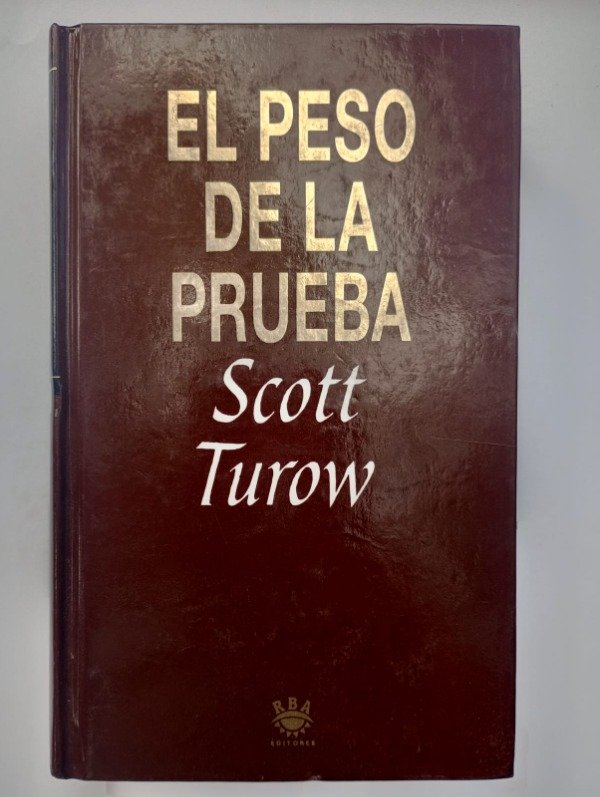 EL PESO
DE LA
PRUEBA
Scott
Turow
RBA
EDITORES